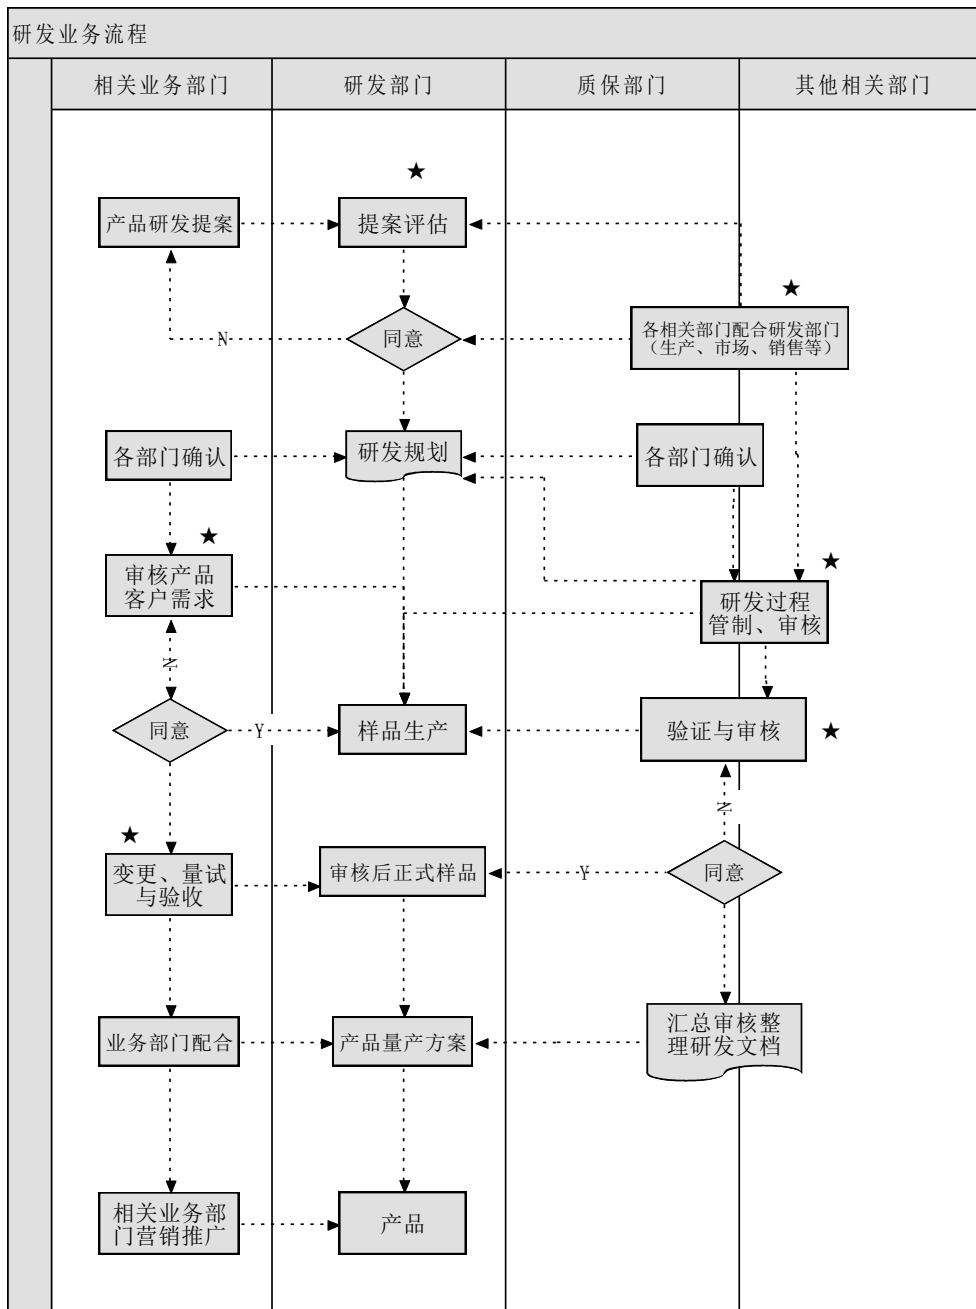 研发业务流程
相关业务部门
研发部门
质保部门
其他相关部门
★
产品研发提案
提案评估
★
N
同意
各相关部门配合研发部门
（生产、市场、销售等）
各部门确认
研发规划
各部门确认
★
★
审核产品
客户需求
研发过程
管制、审核
N
同意
Y
样品生产
验证与审核
★
N
★
变更、量试
与验收
审核后正式样品
Y
同意
业务部门配合
产品量产方案
汇总审核整
理研发文档
相关业务部
门营销推广
产品